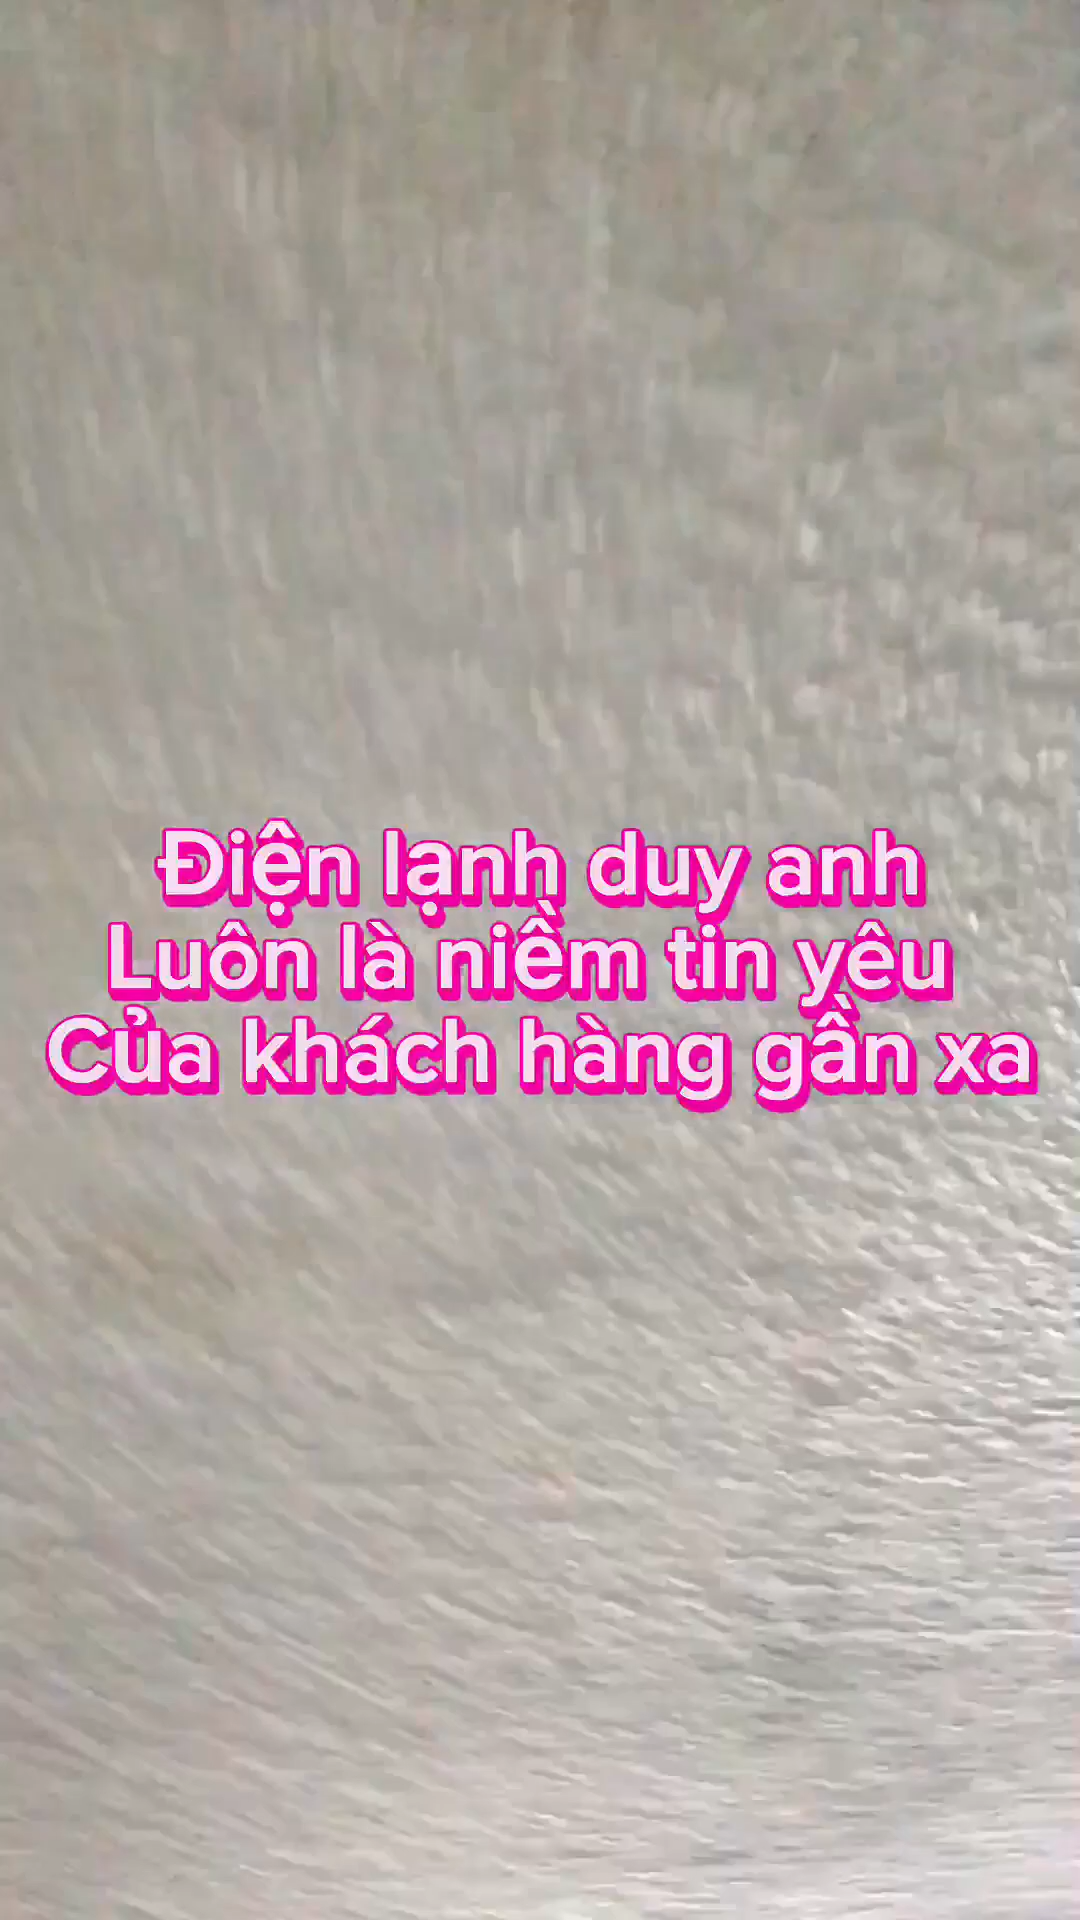 Điện lạnh duy anh
Luôn là niềm tin yêu
Của khách hàng gần xa